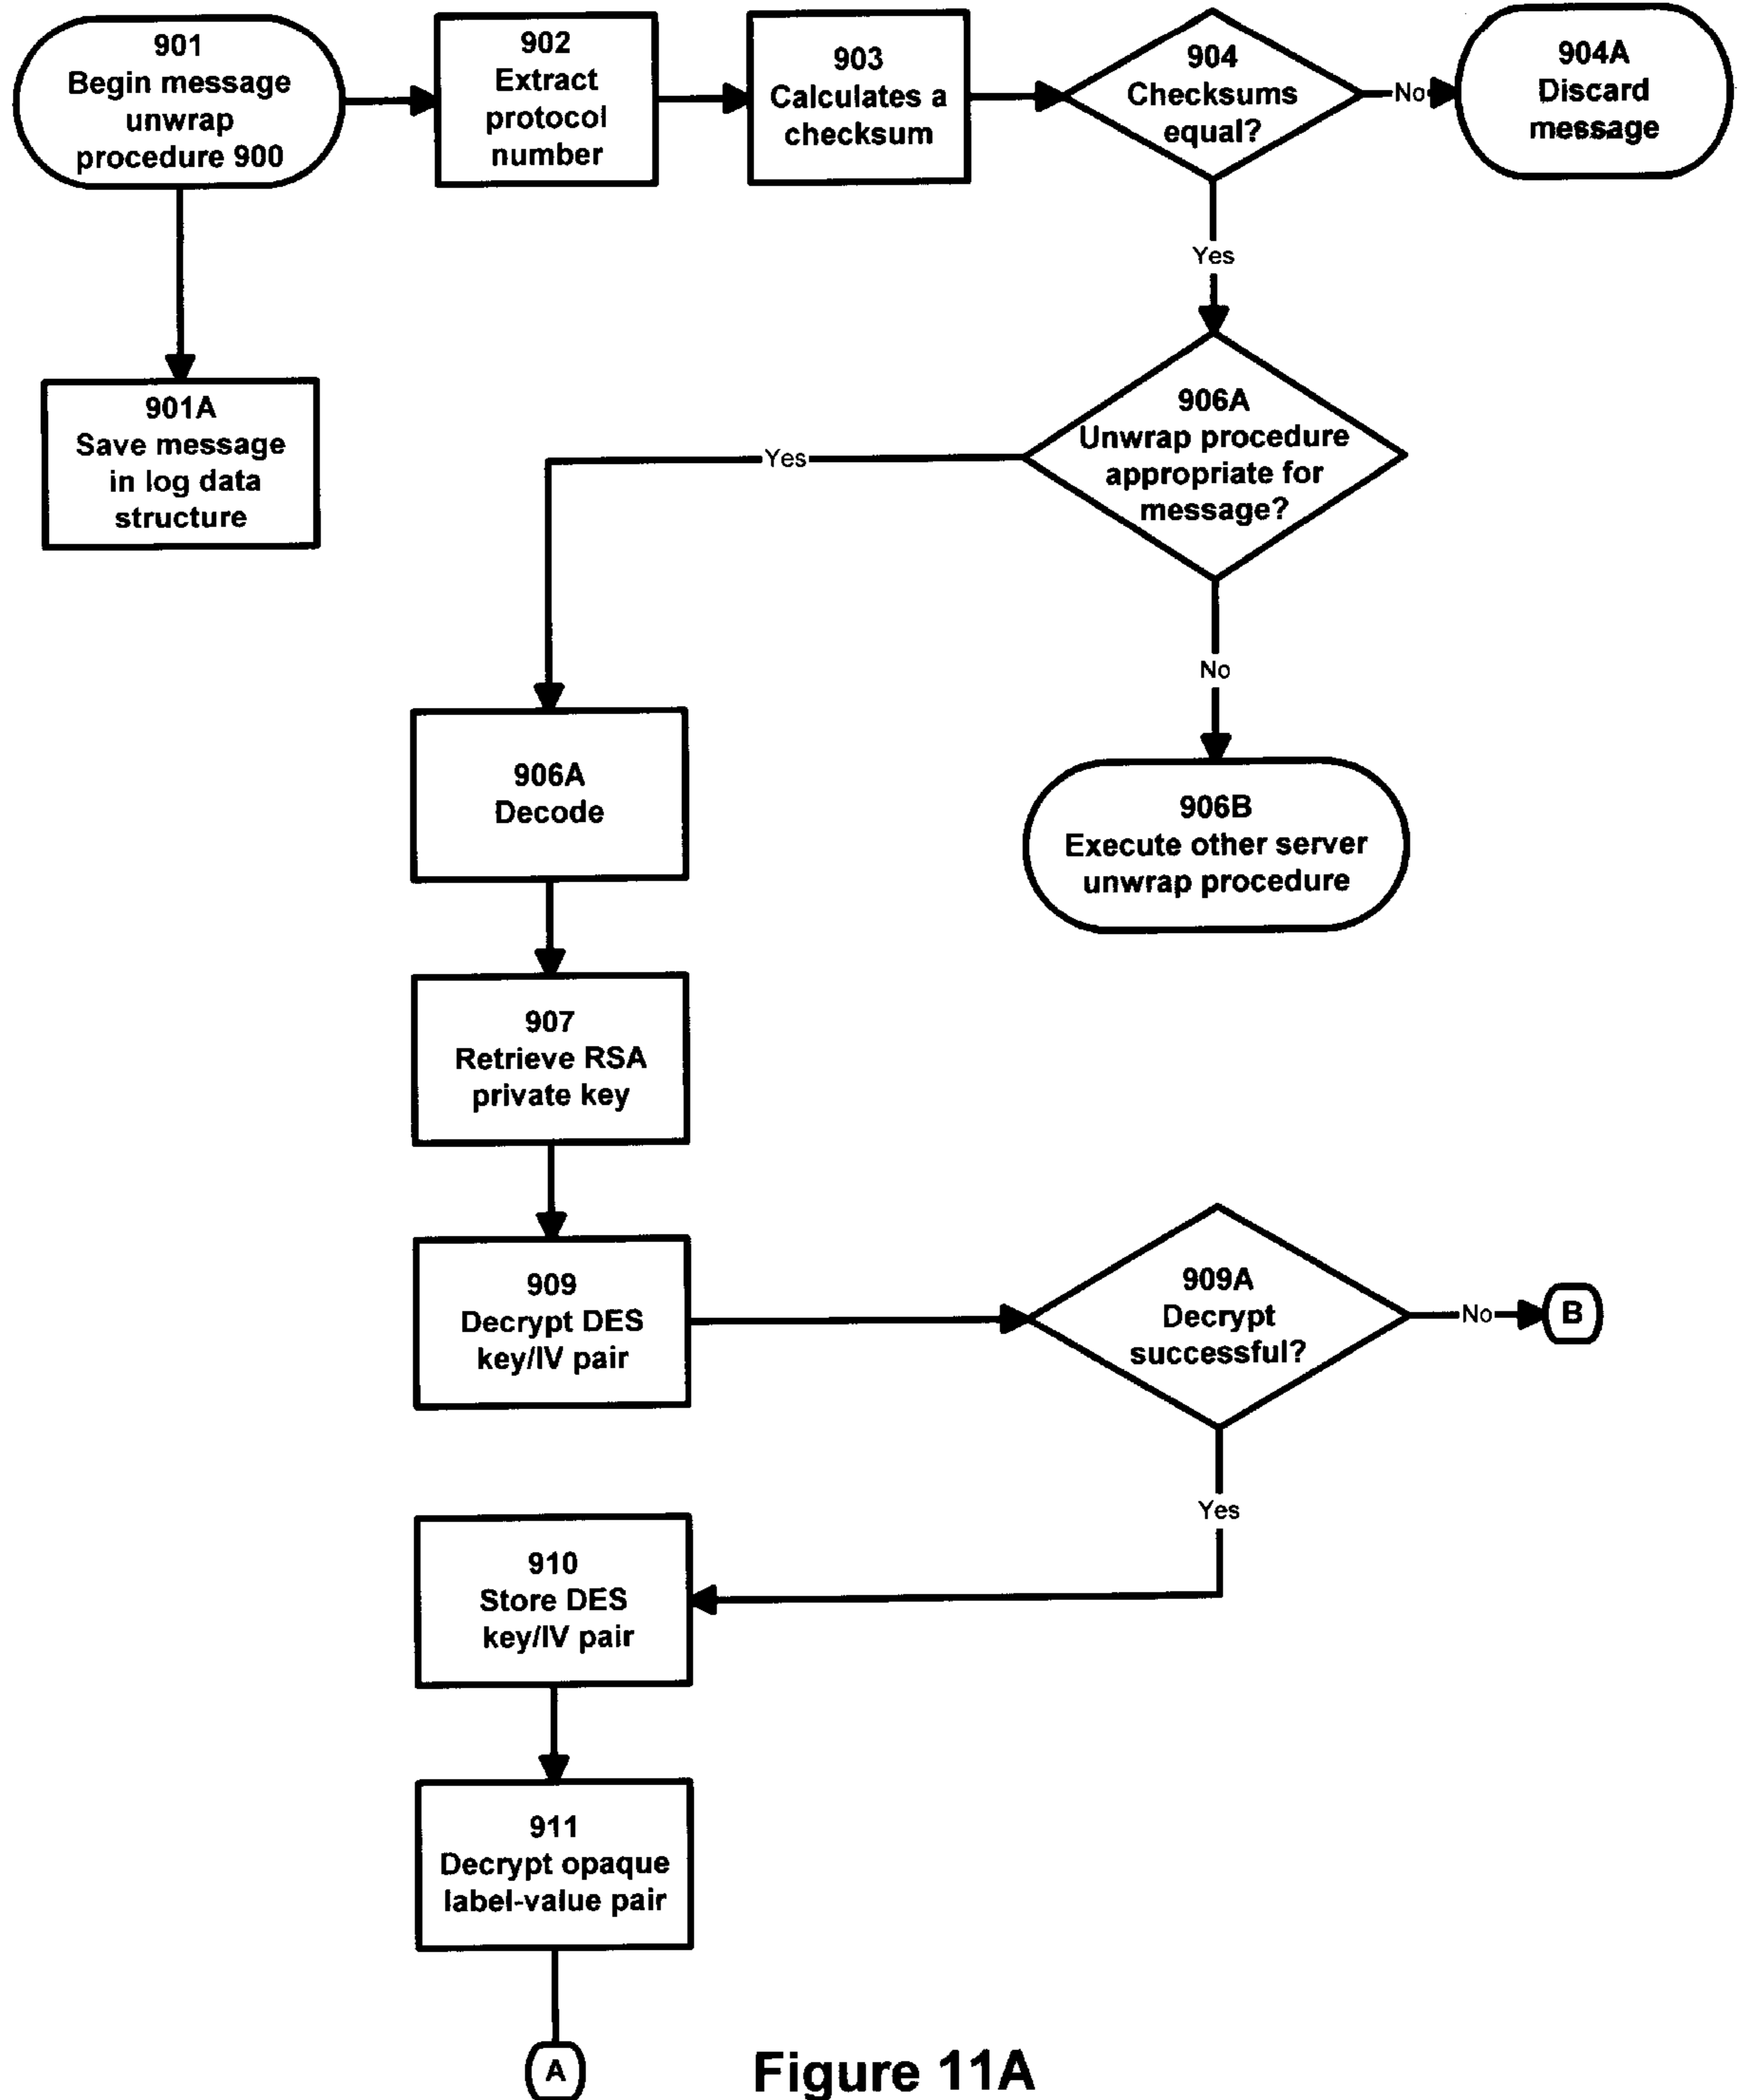 901
Begin message
unwrap
procedure 900
902
Extract
protocol
number
903
Calculates a
checksum
904
Checksums
equal?
No
904A
Discard
message
Yes
901A
Save message
in log data
structure
906A
Unwrap procedure
appropriate for
message?
Yes
No
906A
Decode
906B
Execute other server
unwrap procedure
907
Retrieve RSA
private key
909
Decrypt DES
key/IV pair
909A
Decrypt
successful?
No
B
Yes
910
Store DES
key/IV pair
911
Decrypt opaque
label-value pair
A
Figure 11A